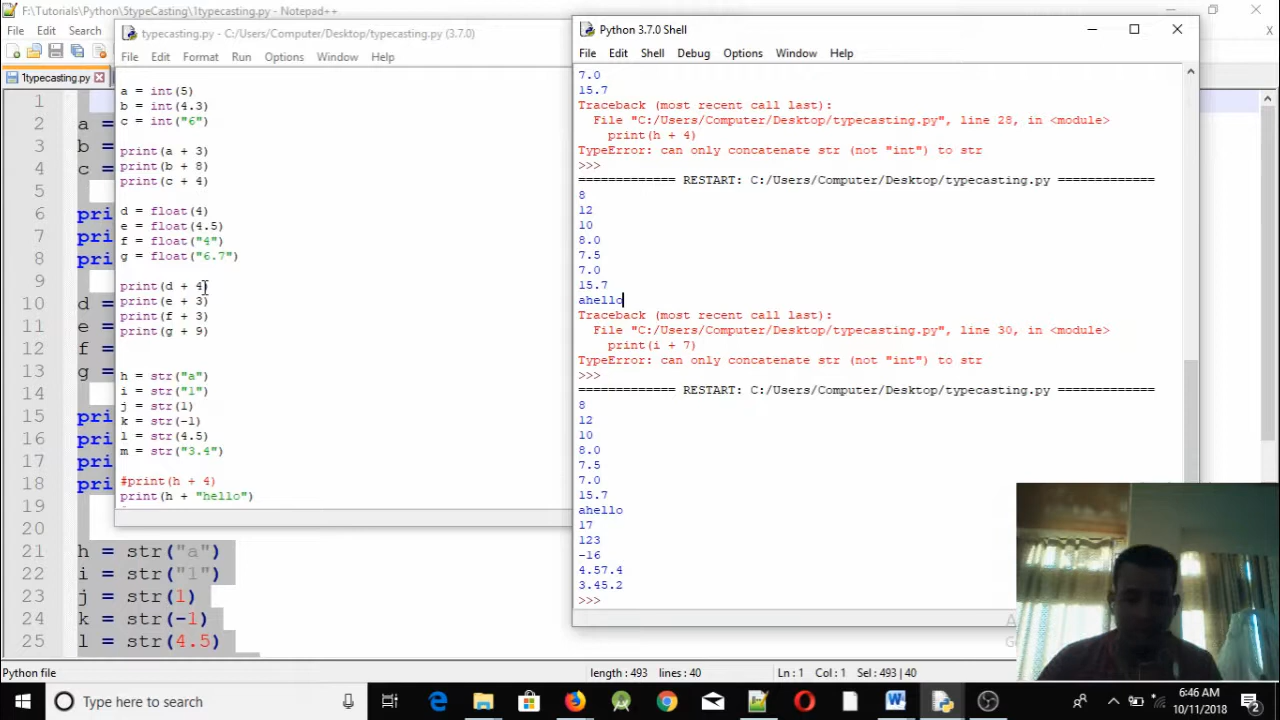 F:\Tutorials\Python\5typeCasting\1typecasting.py - Notepad++
File Edit Search
1typecasting.py
1
2 a =
3 b =
4 c =
5
6 pri
7 pri
8 pri
9
10 d =
11 e =
12 f =
13 g =
14
15 pri
16 pri
17 pri
18 pri
19
20
21 h = str("a")
22 i = str("1")
23 j = str(1)
24 k = str(-1)
25 l = str(4.5)
typecasting.py - C:/Users/Computer/Desktop/typecasting.py (3.7.0)
File Edit Format Run Options Window Help
a = int(5)
b = int(4.3)
c = int("6")
print(a + 3)
print(b + 8)
print(c + 4)
d = float(4)
e = float(4.5)
f = float("4")
g = float("6.7")
print(d + 4)
print(e + 3)
print(f + 3)
print(g + 9)
h = str("a")
i = str("1")
j = str(1)
k = str(-1)
l = str(4.5)
m = str("3.4")
#print(h + 4)
print(h + "hello")
Python 3.7.0 Shell
File Edit Shell Debug Options Window Help
7.0
15.7
Traceback (most recent call last):
File "C:/Users/Computer/Desktop/typecasting.py", line 28, in <module>
print(h + 4)
TypeError: can only concatenate str (not "int") to str
>>>
============= RESTART: C:/Users/Computer/Desktop/typecasting.py =============
8
12
10
8.0
7.5
7.0
15.7
ahello
Traceback (most recent call last):
File "C:/Users/Computer/Desktop/typecasting.py", line 30, in <module>
print(i + 7)
TypeError: can only concatenate str (not "int") to str
>>>
============= RESTART: C:/Users/Computer/Desktop/typecasting.py =============
8
12
10
8.0
7.5
7.0
15.7
ahello
17
123
-16
4.57.4
3.45.2
>>>
Python file length : 493 lines : 40 Ln : 1 Col : 1 Sel : 493 | 40
Type here to search
6:46 AM
10/11/2018
2